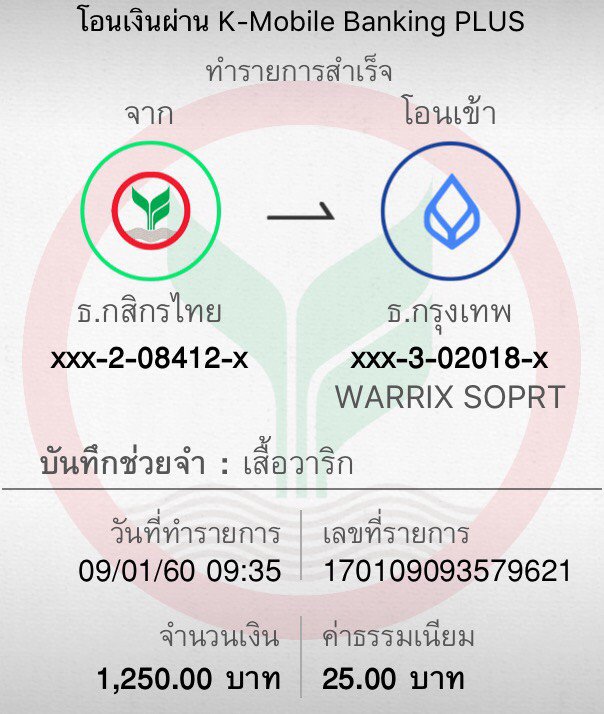 โอนเงินผ่าน K-Mobile Banking PLUS
ทำรายการสำเร็จ
จาก
โอนเข้า
ธ.กสิกรไทย
ธ.กรุงเทพ
xxx-2-08412-x
xxx-3-02018-x
WARRIX SOPRT
บันทึกช่วยจำ : เสื้อวาริก
วันที่ทำรายการ
เลขที่รายการ
09/01/60 09:35
170109093579621
จำนวนเงิน
ค่าธรรมเนียม
1,250.00 บาท
25.00 บาท